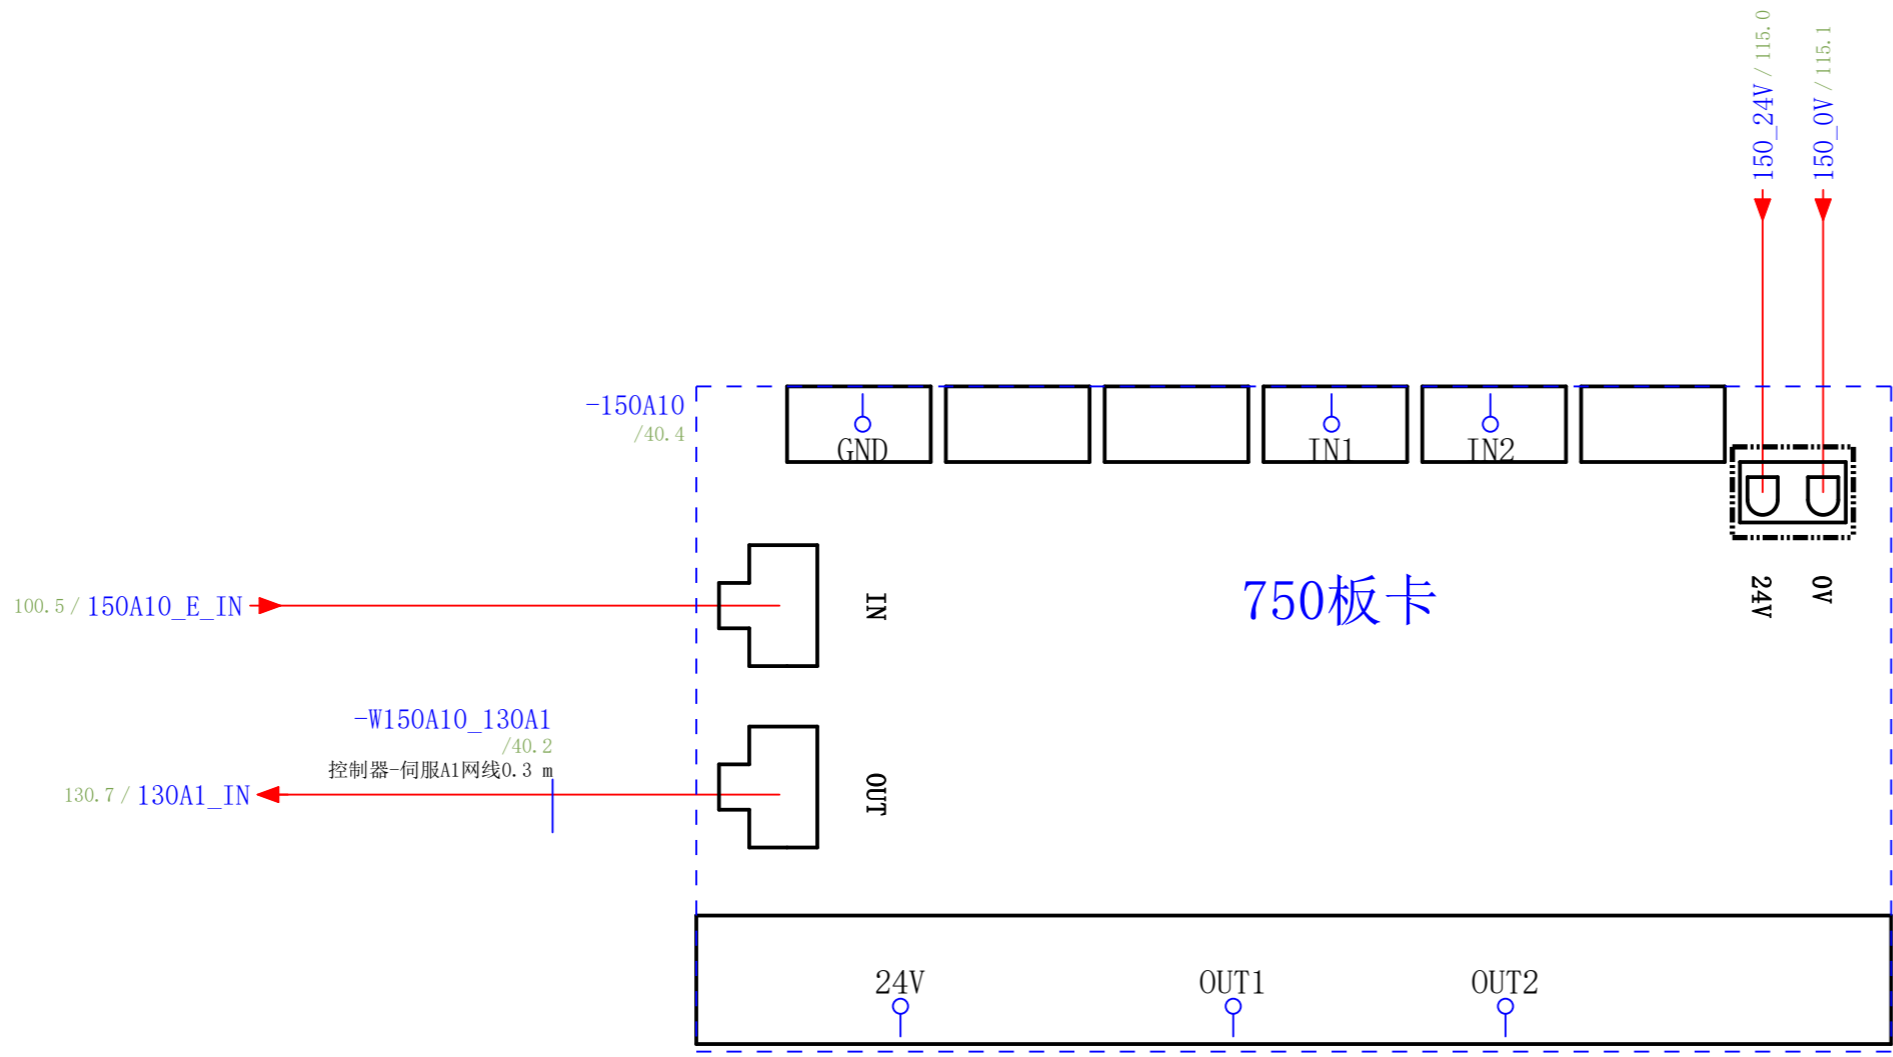 150_24V / 115.0
150_0V / 115.1
-150A10
/40.4
GND
IN1
IN2
24V
0V
100.5 / 150A10_E_IN
IN
750板卡
-W150A10_130A1
/40.2
控制器-伺服A1网线0.3 m
130.7 / 130A1_IN
OUT
24V
OUT1
OUT2